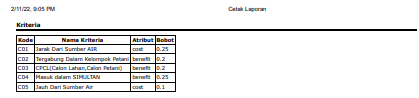 2/11/22, 9:05 PM Cetak Laporan
Kriteria
Kode Nama Kriteria Atribut Bobot
C01 Jarak Dari Sumber AIR cost 0.25
C02 Tergabung Dalam Kelompok Petani benefit 0.2
C03 CPCL(Calon Lahan,Calon Petani) benefit 0.2
C04 Masuk dalam SIMULTAN benefit 0.25
C05 Jauh Dari Sumber Air cost 0.1